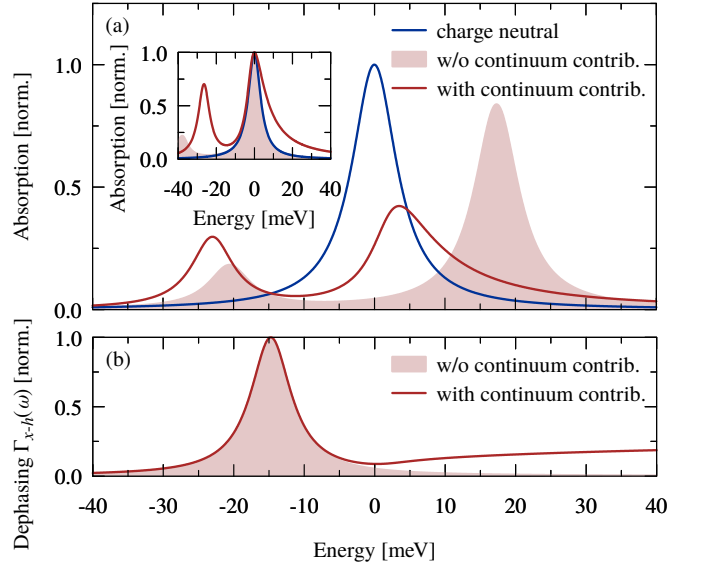 (a)
charge neutral
w/o continuum contrib.
with continuum contrib.
Absorption [norm.]
1.0
0.5
0.0
Absorption [norm.]
1.0
0.5
0.0
-40 -20 0 20 40
Energy [meV]
(b)
w/o continuum contrib.
with continuum contrib.
Dephasing Γx-h(ω) [norm.]
1.0
0.5
0.0
-40 -30 -20 -10 0 10 20 30 40
Energy [meV]